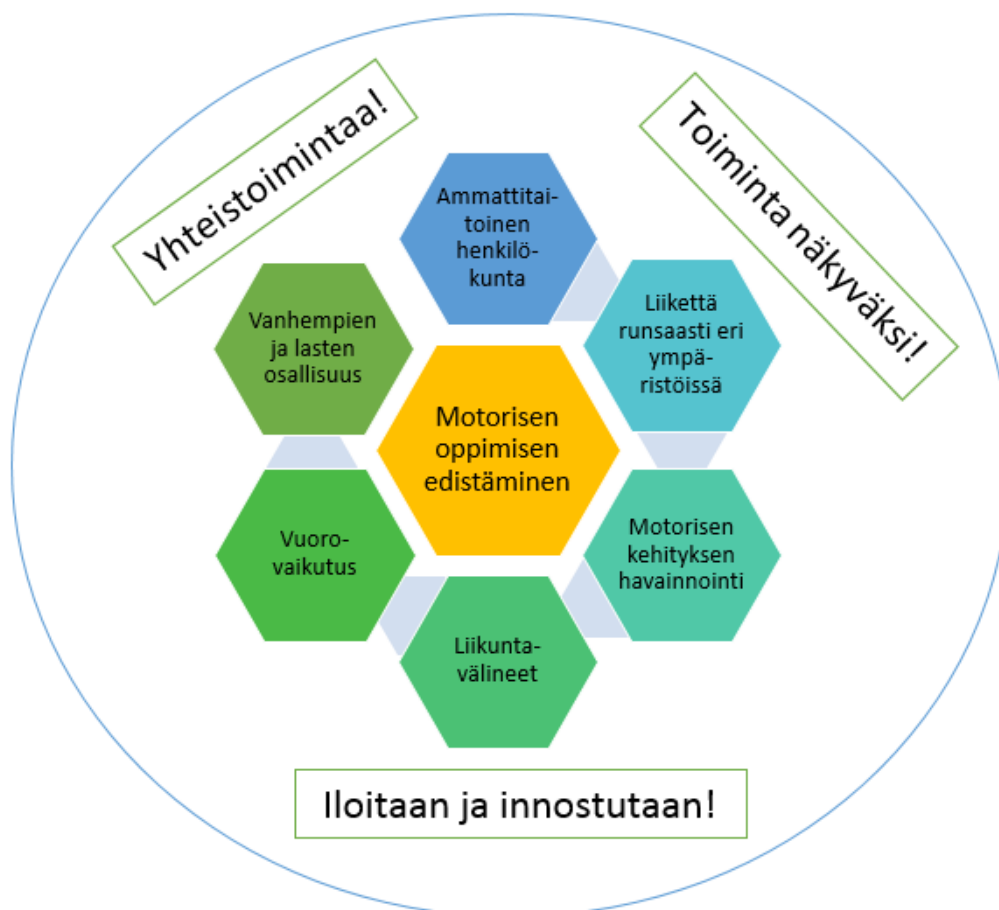 Yhteistoimintaa!
Toiminta näkyväksi!
Ammattitai-
toinen
henkilö-
kunta
Liikettä
runsaasti eri
ympä-
ristöissä
Motorisen
kehityksen
havainnointi
Liikunta-
välineet
Vuoro-
vaikutus
Vanhempien
ja lasten
osallisuus
Motorisen
oppimisen
edistäminen
Iloitaan ja innostutaan!